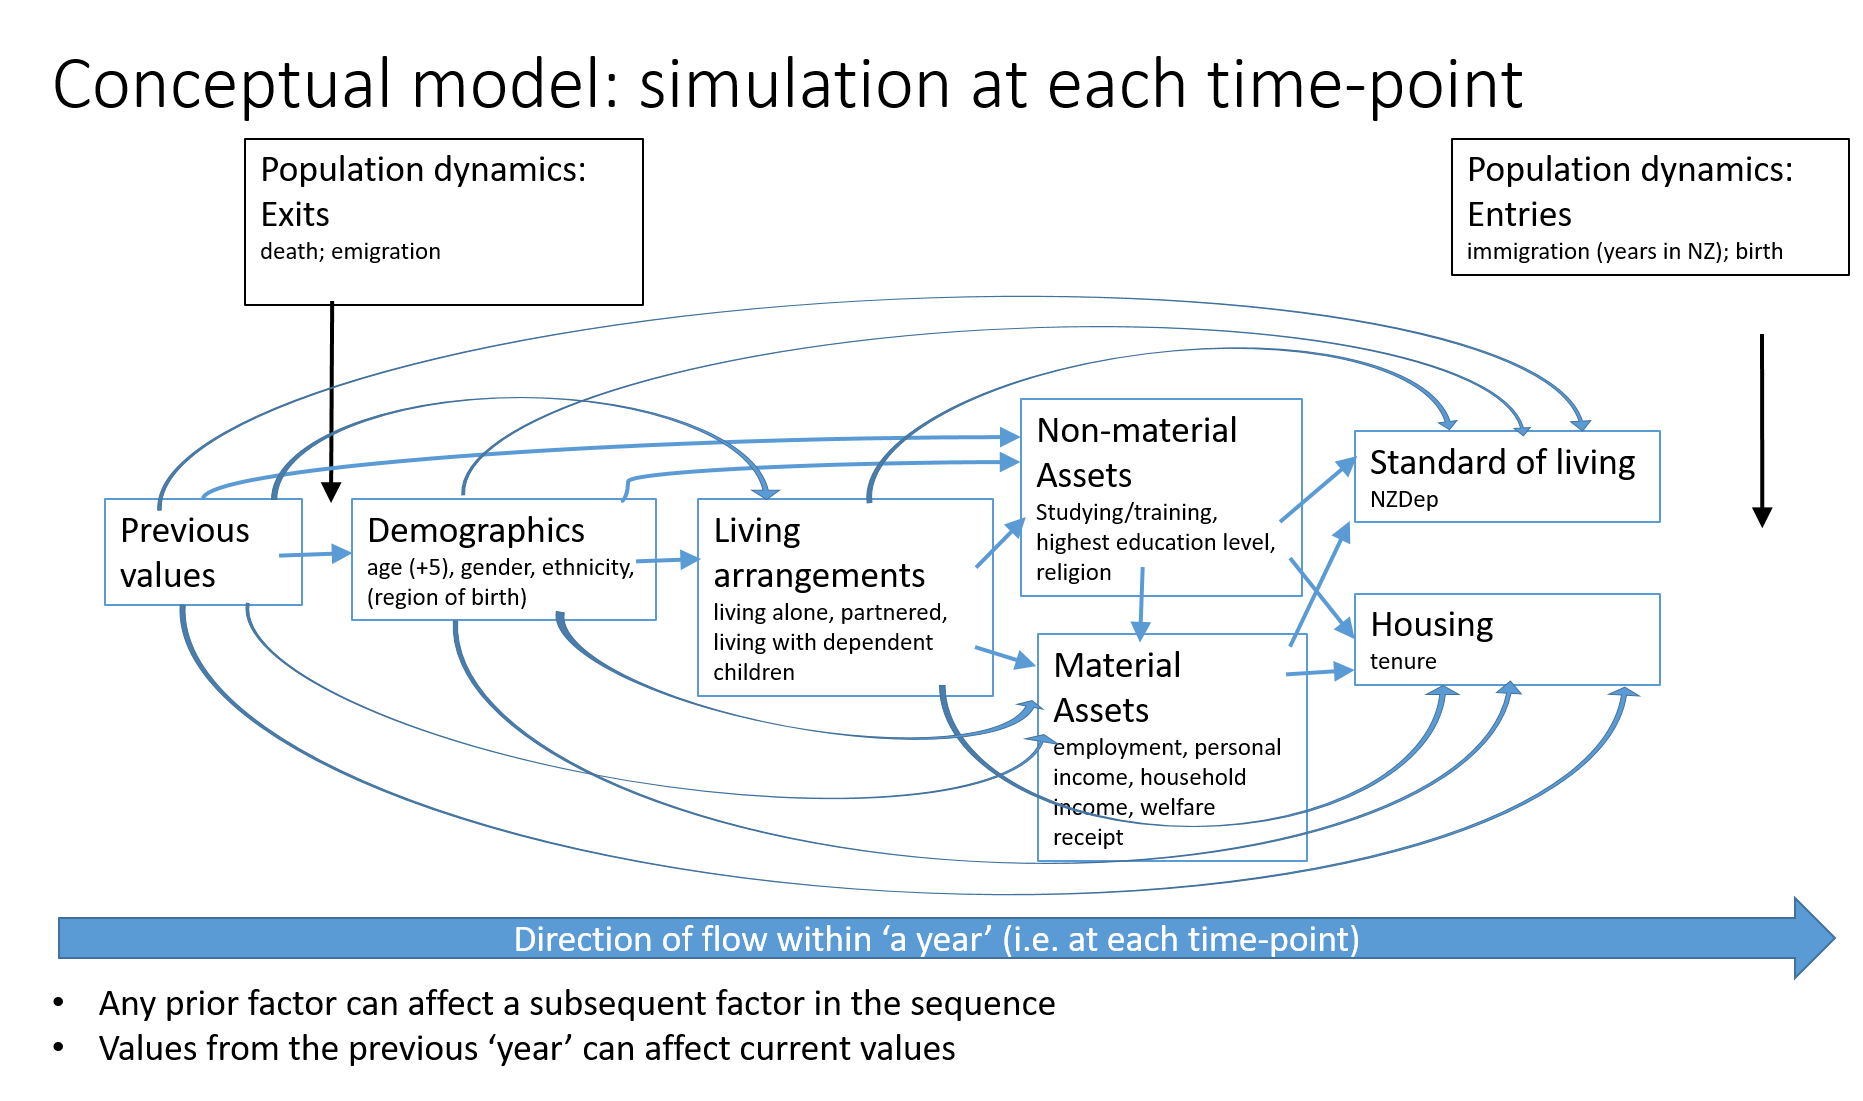 Conceptual model: simulation at each time-point
Population dynamics:
Exits
death; emigration
Population dynamics:
Entries
immigration (years in NZ); birth
Previous
values
Demographics
age (+5), gender, ethnicity,
(region of birth)
Living
arrangements
living alone, partnered,
living with dependent
children
Non-material
Assets
Studying/training,
highest education level,
religion
Material
Assets
employment, personal
income, household
income, welfare
receipt
Standard of living
NZDep
Housing
tenure
Direction of flow within ‘a year’ (i.e. at each time-point)
• Any prior factor can affect a subsequent factor in the sequence
• Values from the previous ‘year’ can affect current values